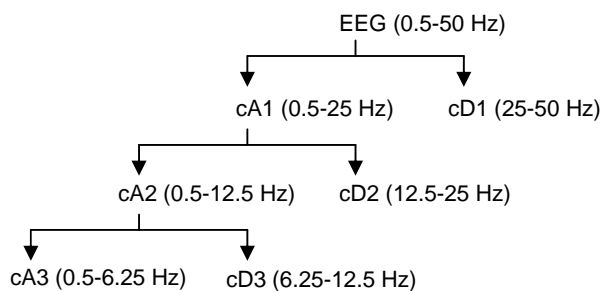 EEG (0.5-50 Hz)
cA1 (0.5-25 Hz)
cD1 (25-50 Hz)
cA2 (0.5-12.5 Hz)
cD2 (12.5-25 Hz)
cA3 (0.5-6.25 Hz)
cD3 (6.25-12.5 Hz)